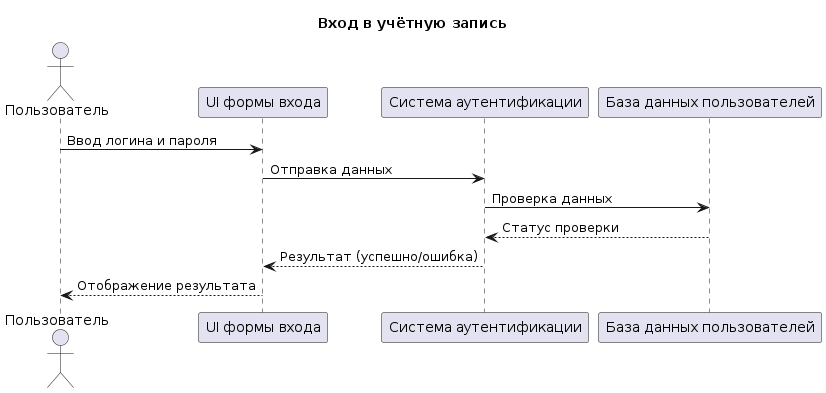 Вход в учётную запись
Пользователь
UI формы входа
Система аутентификации
База данных пользователей
Ввод логина и пароля
Отправка данных
Проверка данных
Статус проверки
Результат (успешно/ошибка)
Отображение результата
Пользователь
UI формы входа
Система аутентификации
База данных пользователей